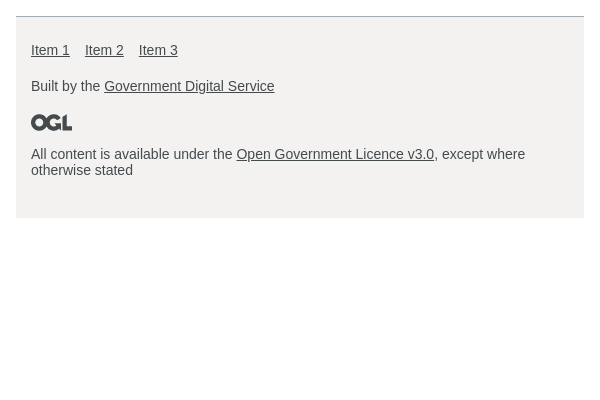 Item 1 Item 2 Item 3
Built by the Government Digital Service
OGL
All content is available under the Open Government Licence v3.0, except where
otherwise stated